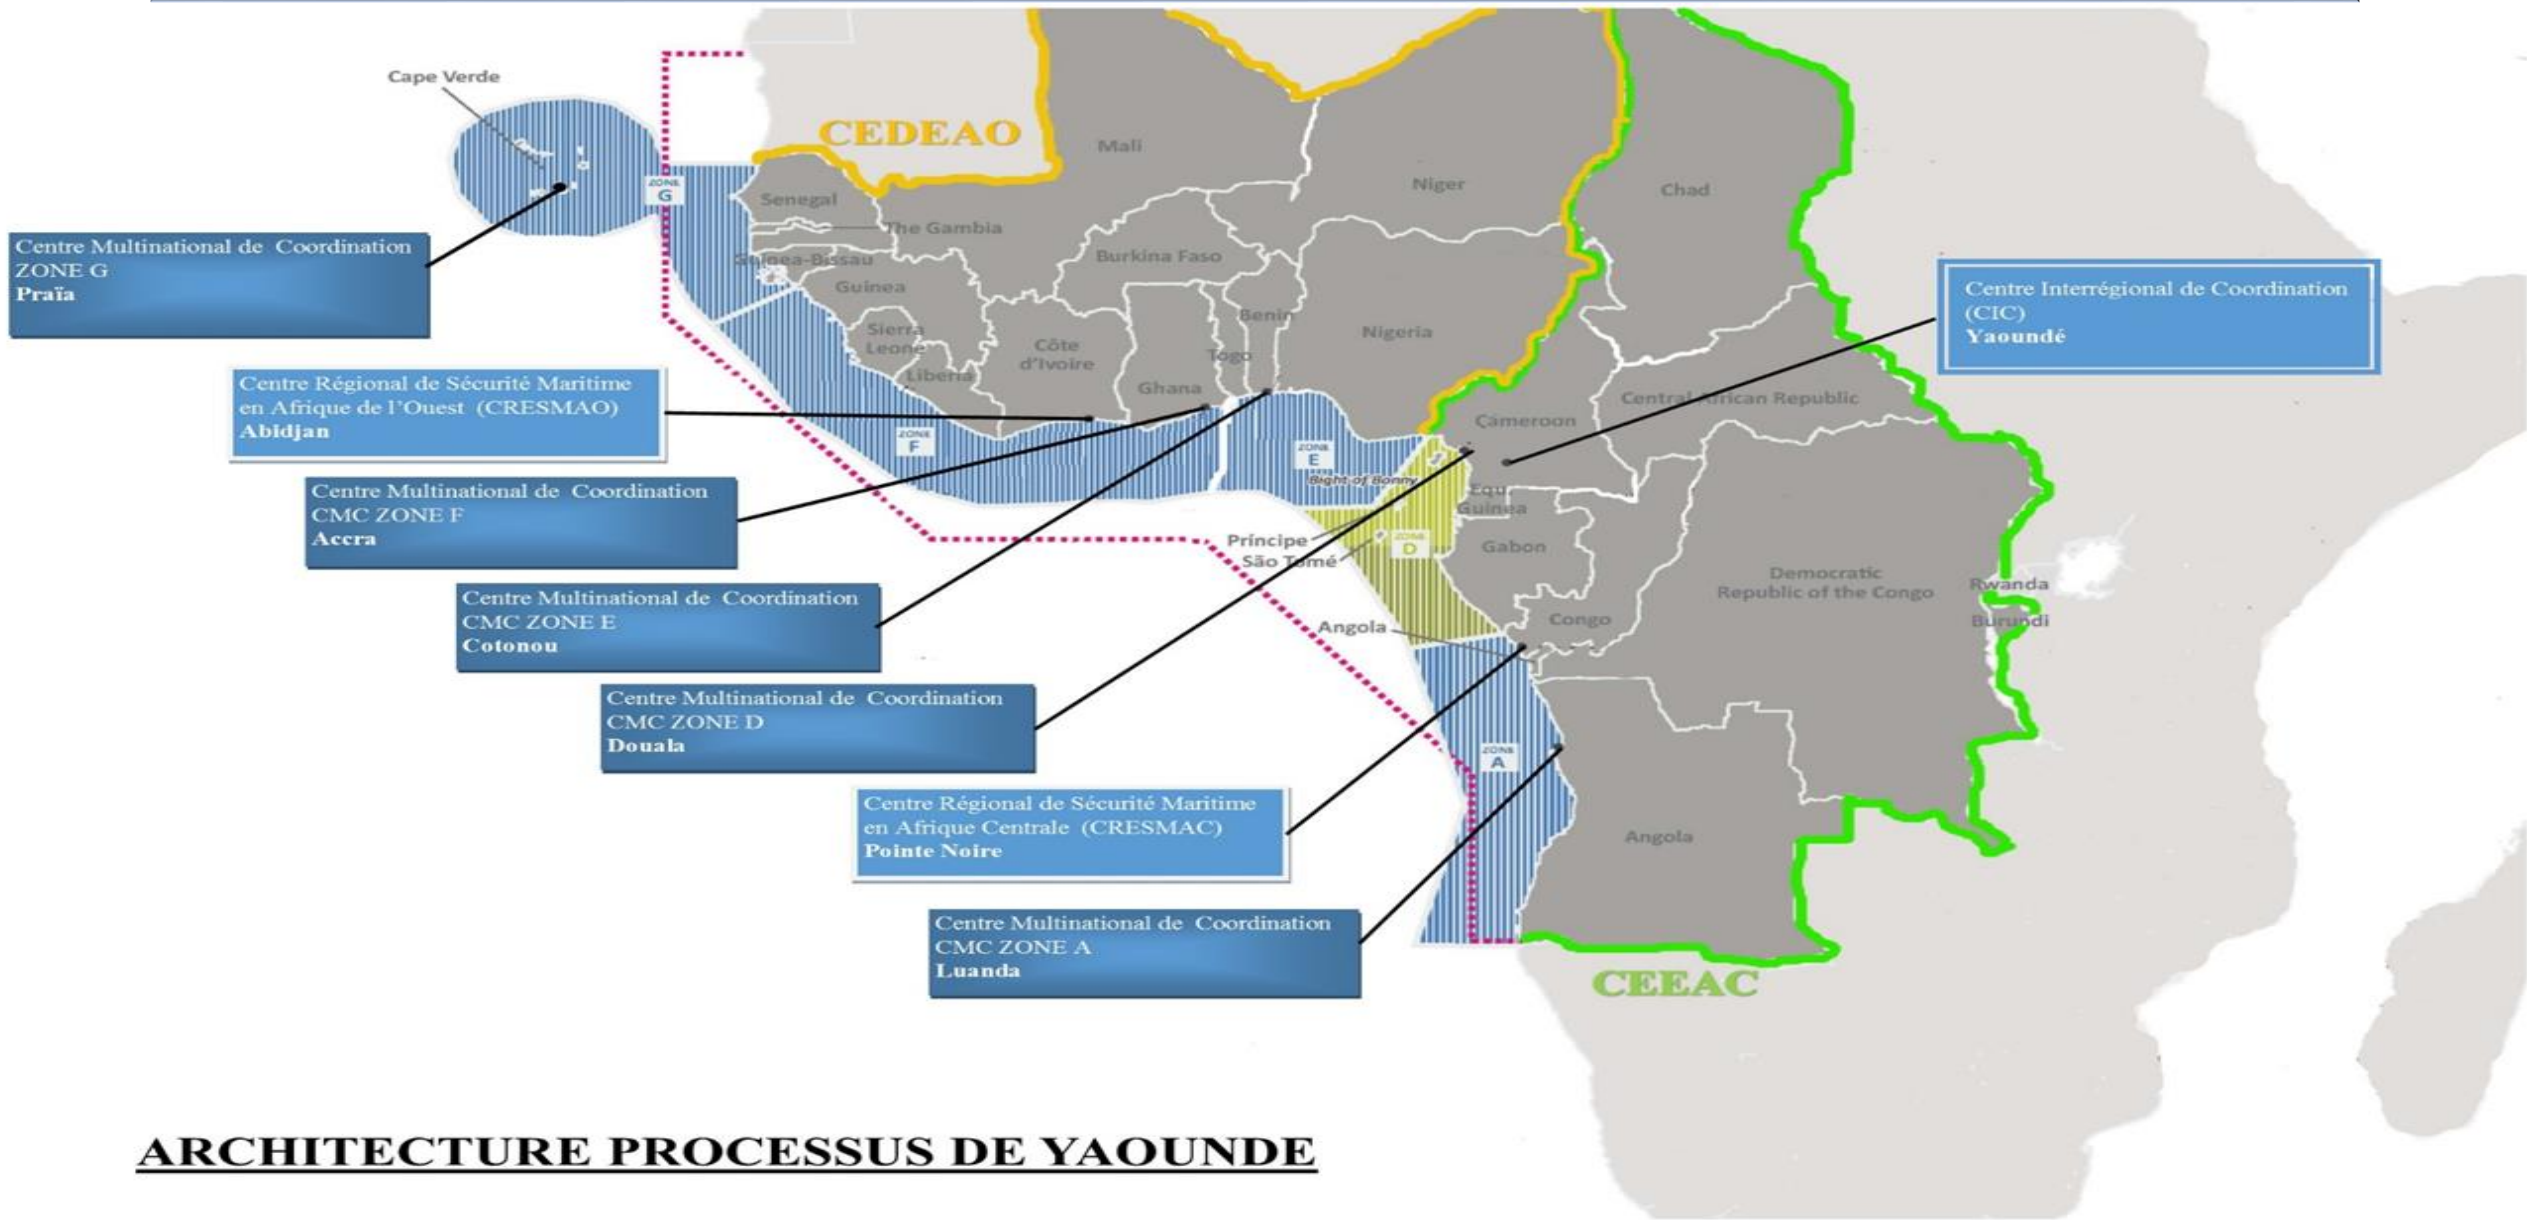 Cape Verde
CEDEAO
Mali
Niger
Chad
Senegal
ZONE
G
The Gambia
Guinea-Bissau
Burkina Faso
Guinea
Benin
Nigeria
Sierra
Leone
Côte
d'Ivoire
Togo
Liberia
Ghana
Centre Multinational de Coordination
ZONE G
Praïa
Centre Interrégional de Coordination
(CIC)
Yaoundé
Centre Régional de Sécurité Maritime
en Afrique de l'Ouest (CRESMAO)
Abidjan
Central African Republic
Cameroon
ZONE
F
ZONE
E
Bight of Bonny
Equ.
Guinea
Centre Multinational de Coordination
CMC ZONE F
Accra
Príncipe
São Tomé
ZONE
D
Gabon
Democratic
Republic of the Congo
Rwanda
Burundi
Centre Multinational de Coordination
CMC ZONE E
Cotonou
Angola
Congo
Centre Multinational de Coordination
CMC ZONE D
Douala
ZONE
A
Centre Régional de Sécurité Maritime
en Afrique Centrale (CRESMAC)
Pointe Noire
Angola
Centre Multinational de Coordination
CMC ZONE A
Luanda
CEEAC
ARCHITECTURE PROCESSUS DE YAOUNDE